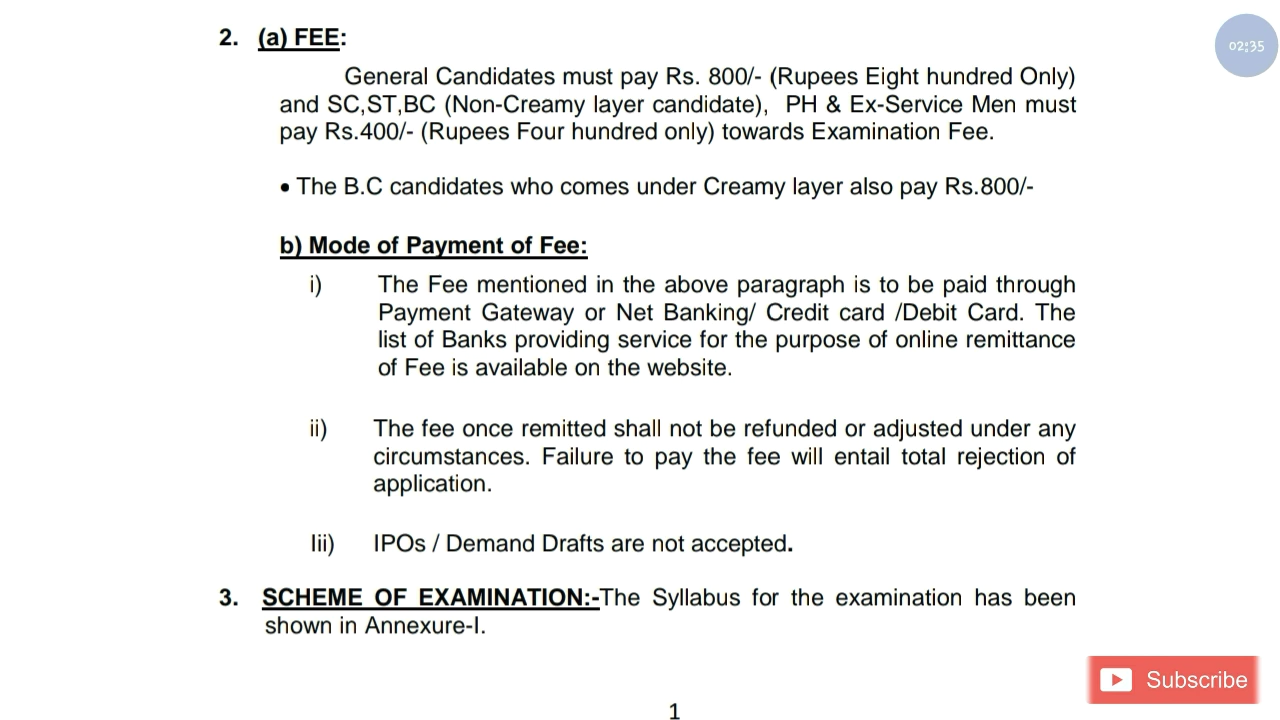 2. (a) FEE:
02:35
General Candidates must pay Rs. 800/- (Rupees Eight hundred Only)
and SC,ST,BC (Non-Creamy layer candidate), PH & Ex-Service Men must
pay Rs.400/- (Rupees Four hundred only) towards Examination Fee.
• The B.C candidates who comes under Creamy layer also pay Rs.800/-
b) Mode of Payment of Fee:
i) The Fee mentioned in the above paragraph is to be paid through
Payment Gateway or Net Banking/ Credit card /Debit Card. The
list of Banks providing service for the purpose of online remittance
of Fee is available on the website.
ii) The fee once remitted shall not be refunded or adjusted under any
circumstances. Failure to pay the fee will entail total rejection of
application.
Iii) IPOs / Demand Drafts are not accepted.
3. SCHEME OF EXAMINATION:-The Syllabus for the examination has been
shown in Annexure-I.
Subscribe
1